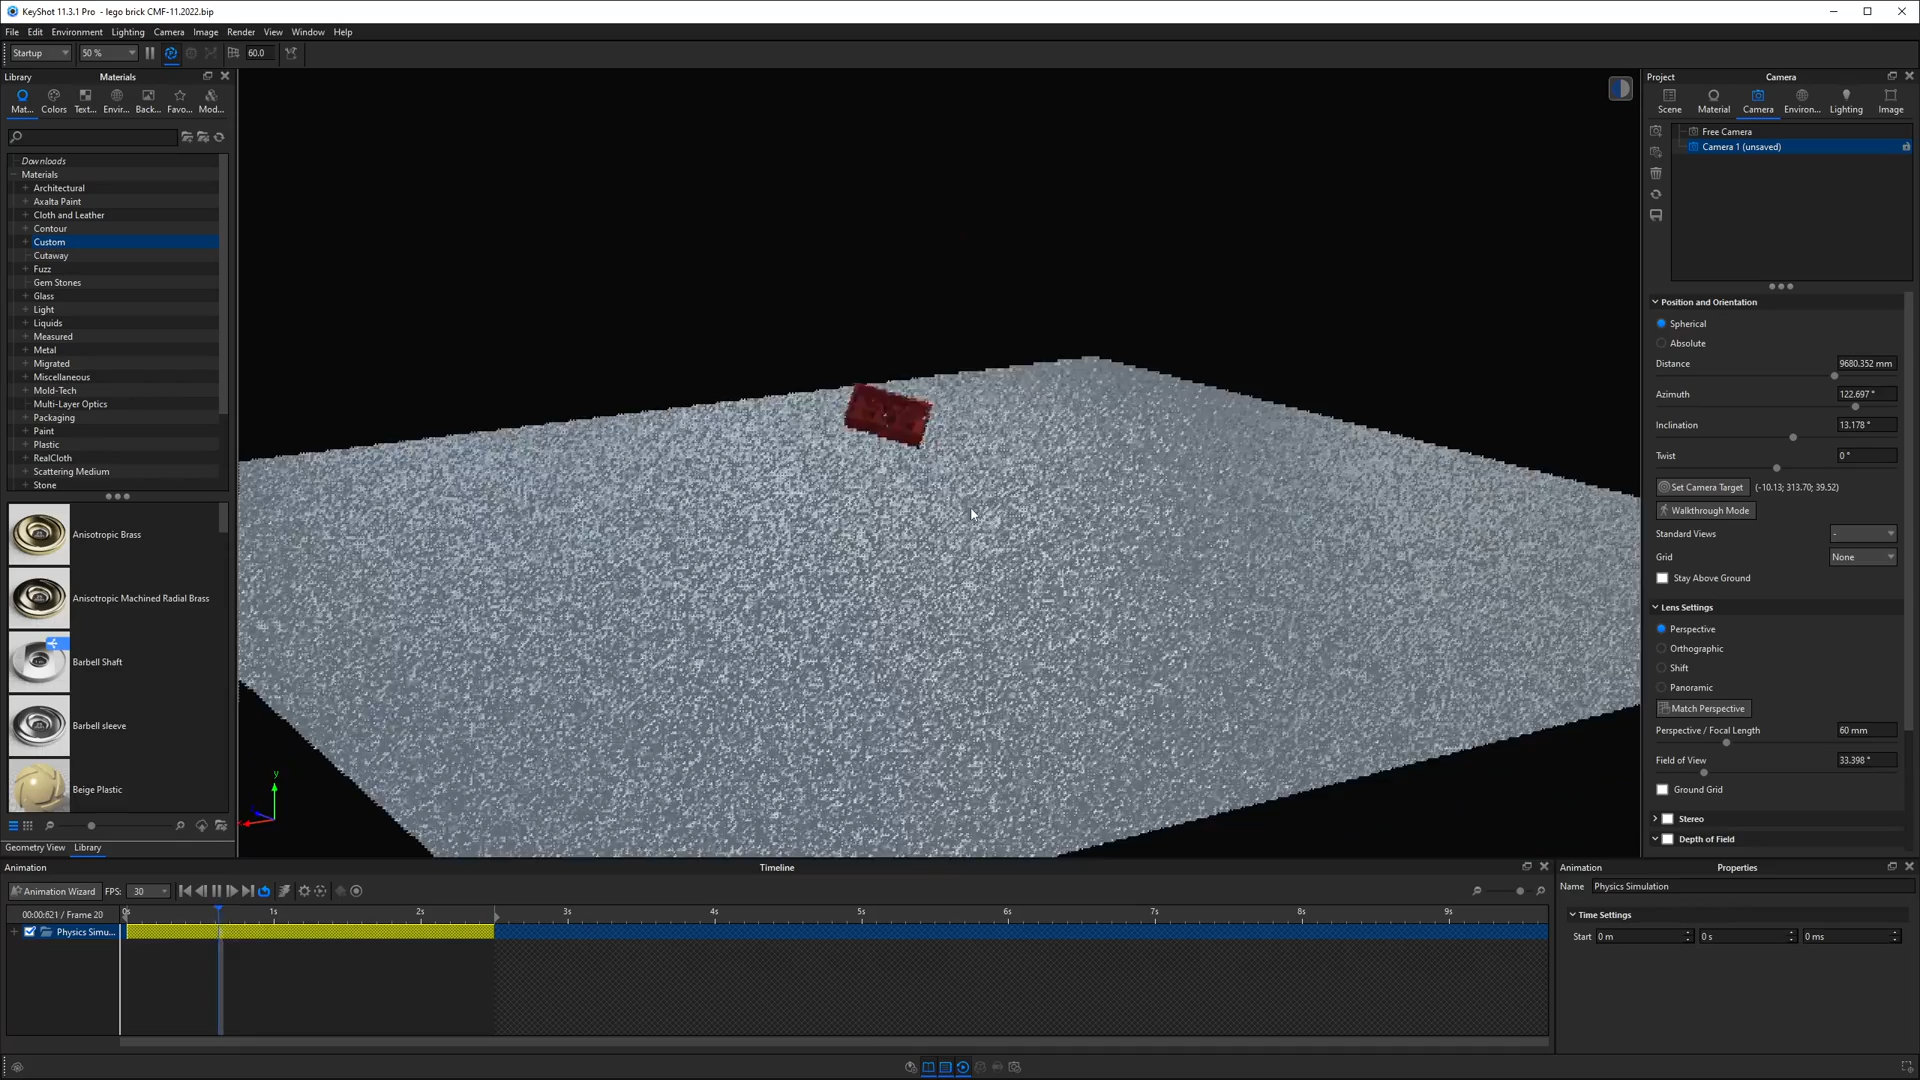 KeyShot 11.3.1 Pro - lego brick CMF-11.2022.bip
File Edit Environment Lighting Camera Image Render View Window Help
Startup 50 % 60.0
Library Materials
Mat... Colors Text... Envir... Back... Favo... Mod...
Downloads
Materials
Architectural
Axalta Paint
Cloth and Leather
Contour
Custom
Cutaway
Fuzz
Gem Stones
Glass
Light
Liquids
Measured
Metal
Migrated
Miscellaneous
Mold-Tech
Multi-Layer Optics
Packaging
Paint
Plastic
RealCloth
Scattering Medium
Stone
Anisotropic Brass
Anisotropic Machined Radial Brass
Barbell Shaft
Barbell sleeve
Beige Plastic
Geometry View Library
y
Project Camera
Scene Material Camera Environ... Lighting Image
Free Camera
Camera 1 (unsaved)
Position and Orientation
Spherical
Absolute
Distance 9680.352 mm
Azimuth 122.697 °
Inclination 13.178 °
Twist 0 °
Set Camera Target (-10.13; 313.70; 39.52)
Walkthrough Mode
Standard Views -
Grid None
Stay Above Ground
Lens Settings
Perspective
Orthographic
Shift
Panoramic
Match Perspective
Perspective / Focal Length 60 mm
Field of View 33.398 °
Ground Grid
Stereo
Depth of Field
Animation Timeline
Animation Wizard FPS: 30
00:00:621 / Frame 20 0s 1s 2s 3s 4s 5s 6s 7s 8s 9s
Physics Simu...
Animation Properties
Name Physics Simulation
Time Settings
Start 0 m 0 s 0 ms